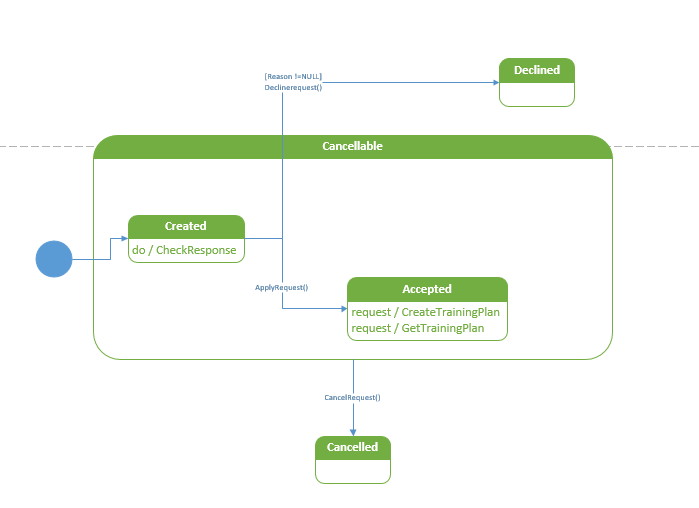 [Reason !=NULL]
Declinerequest()
Declined
Cancellable
Created
do / CheckResponse
ApplyRequest()
Accepted
request / CreateTrainingPlan
request / GetTrainingPlan
CancelRequest()
Cancelled